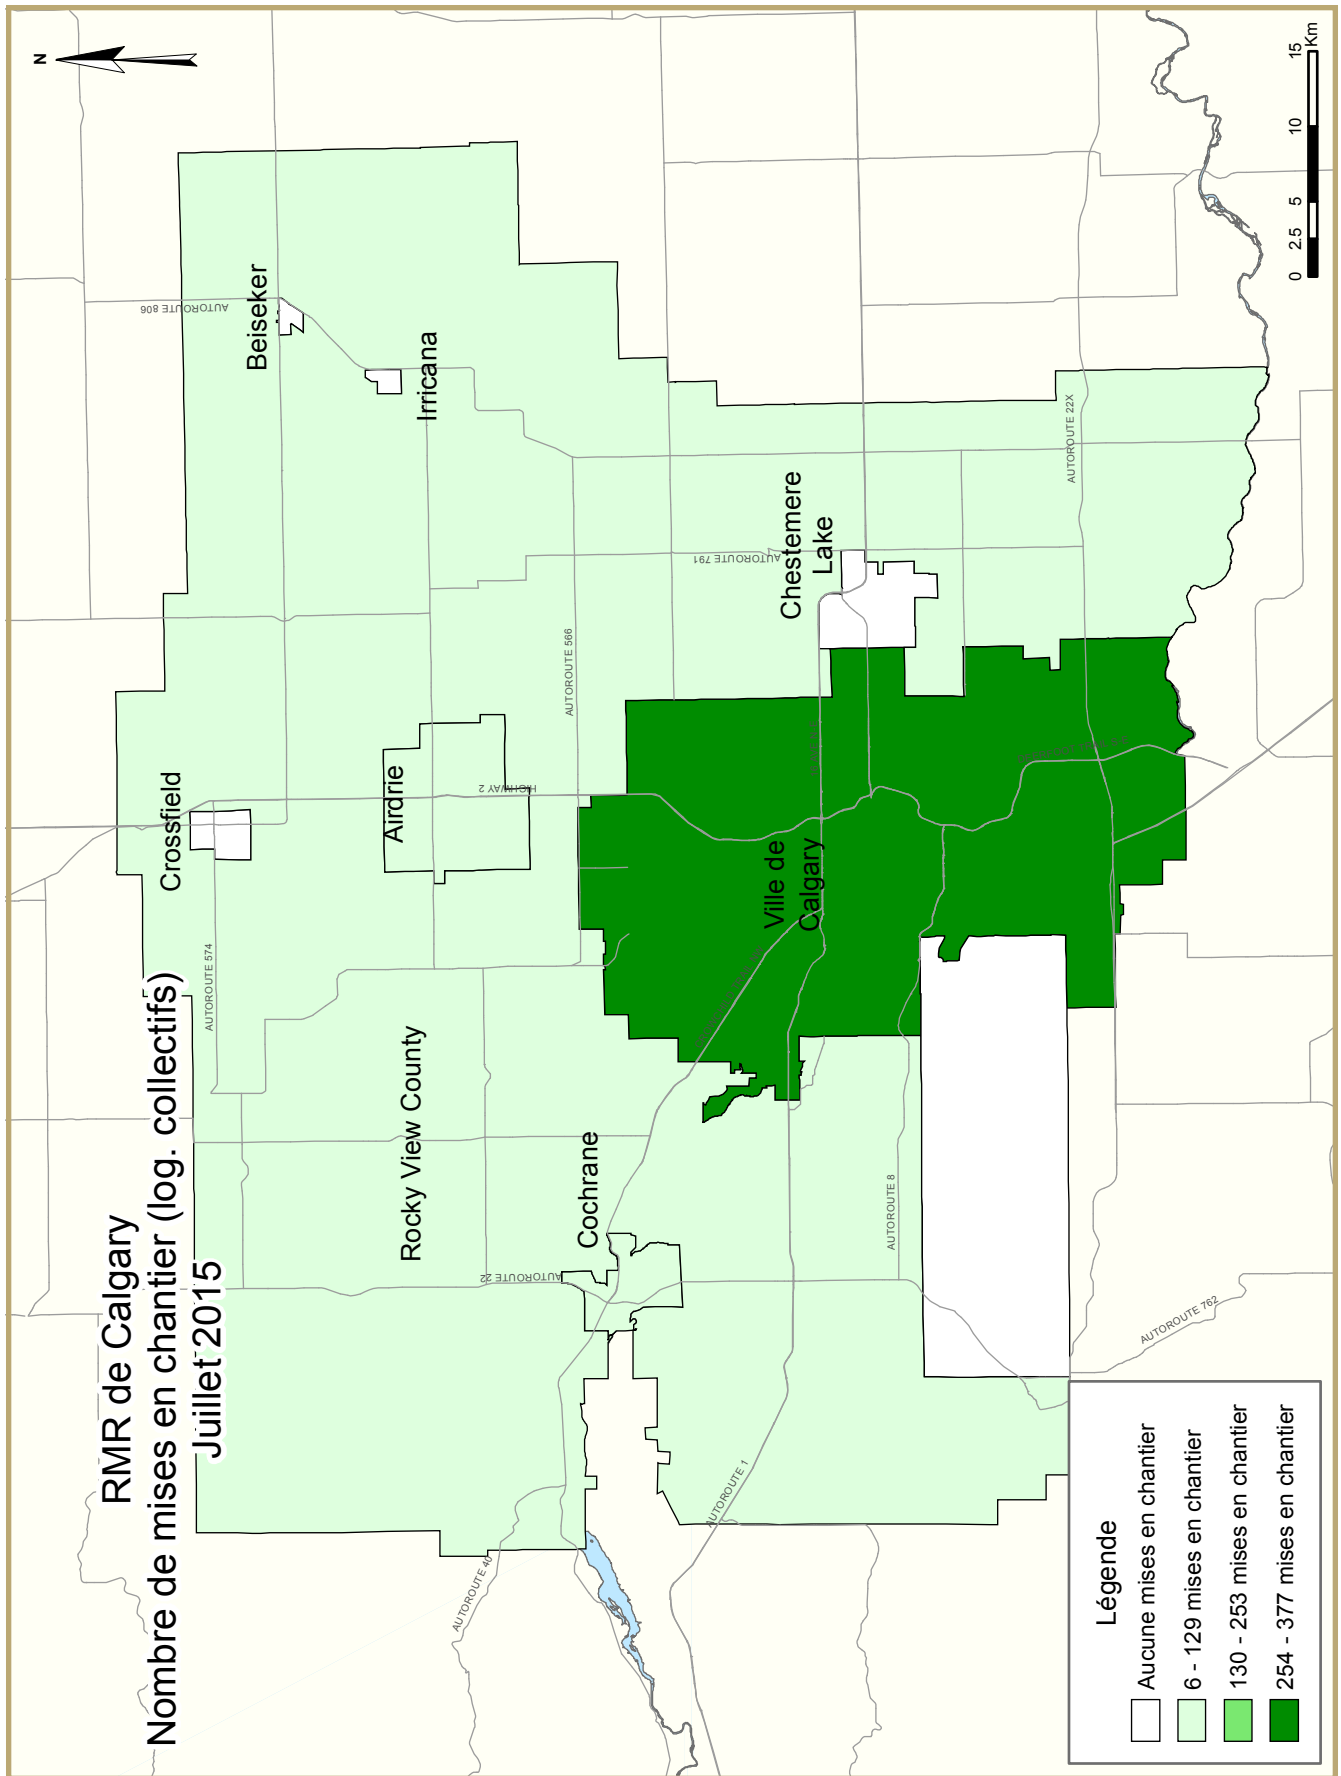 RMR de Calgary
Nombre de mises en chantier (log. collectifs)
Juillet 2015
N
Crossfield
Beiseker
Irricana
Airdrie
Rocky View County
Cochrane
Chestemere
Lake
Ville de
Calgary
AUTOROUTE 806
AUTOROUTE 574
AUTOROUTE 566
AUTOROUTE 791
HIGHWAY 2
AUTOROUTE 22
AUTOROUTE 40
AUTOROUTE 1
AUTOROUTE 8
AUTOROUTE 22X
AUTOROUTE 762
Légende
Aucune mises en chantier
6 - 129 mises en chantier
130 - 253 mises en chantier
254 - 377 mises en chantier
0 2.5 5 10 15
Km